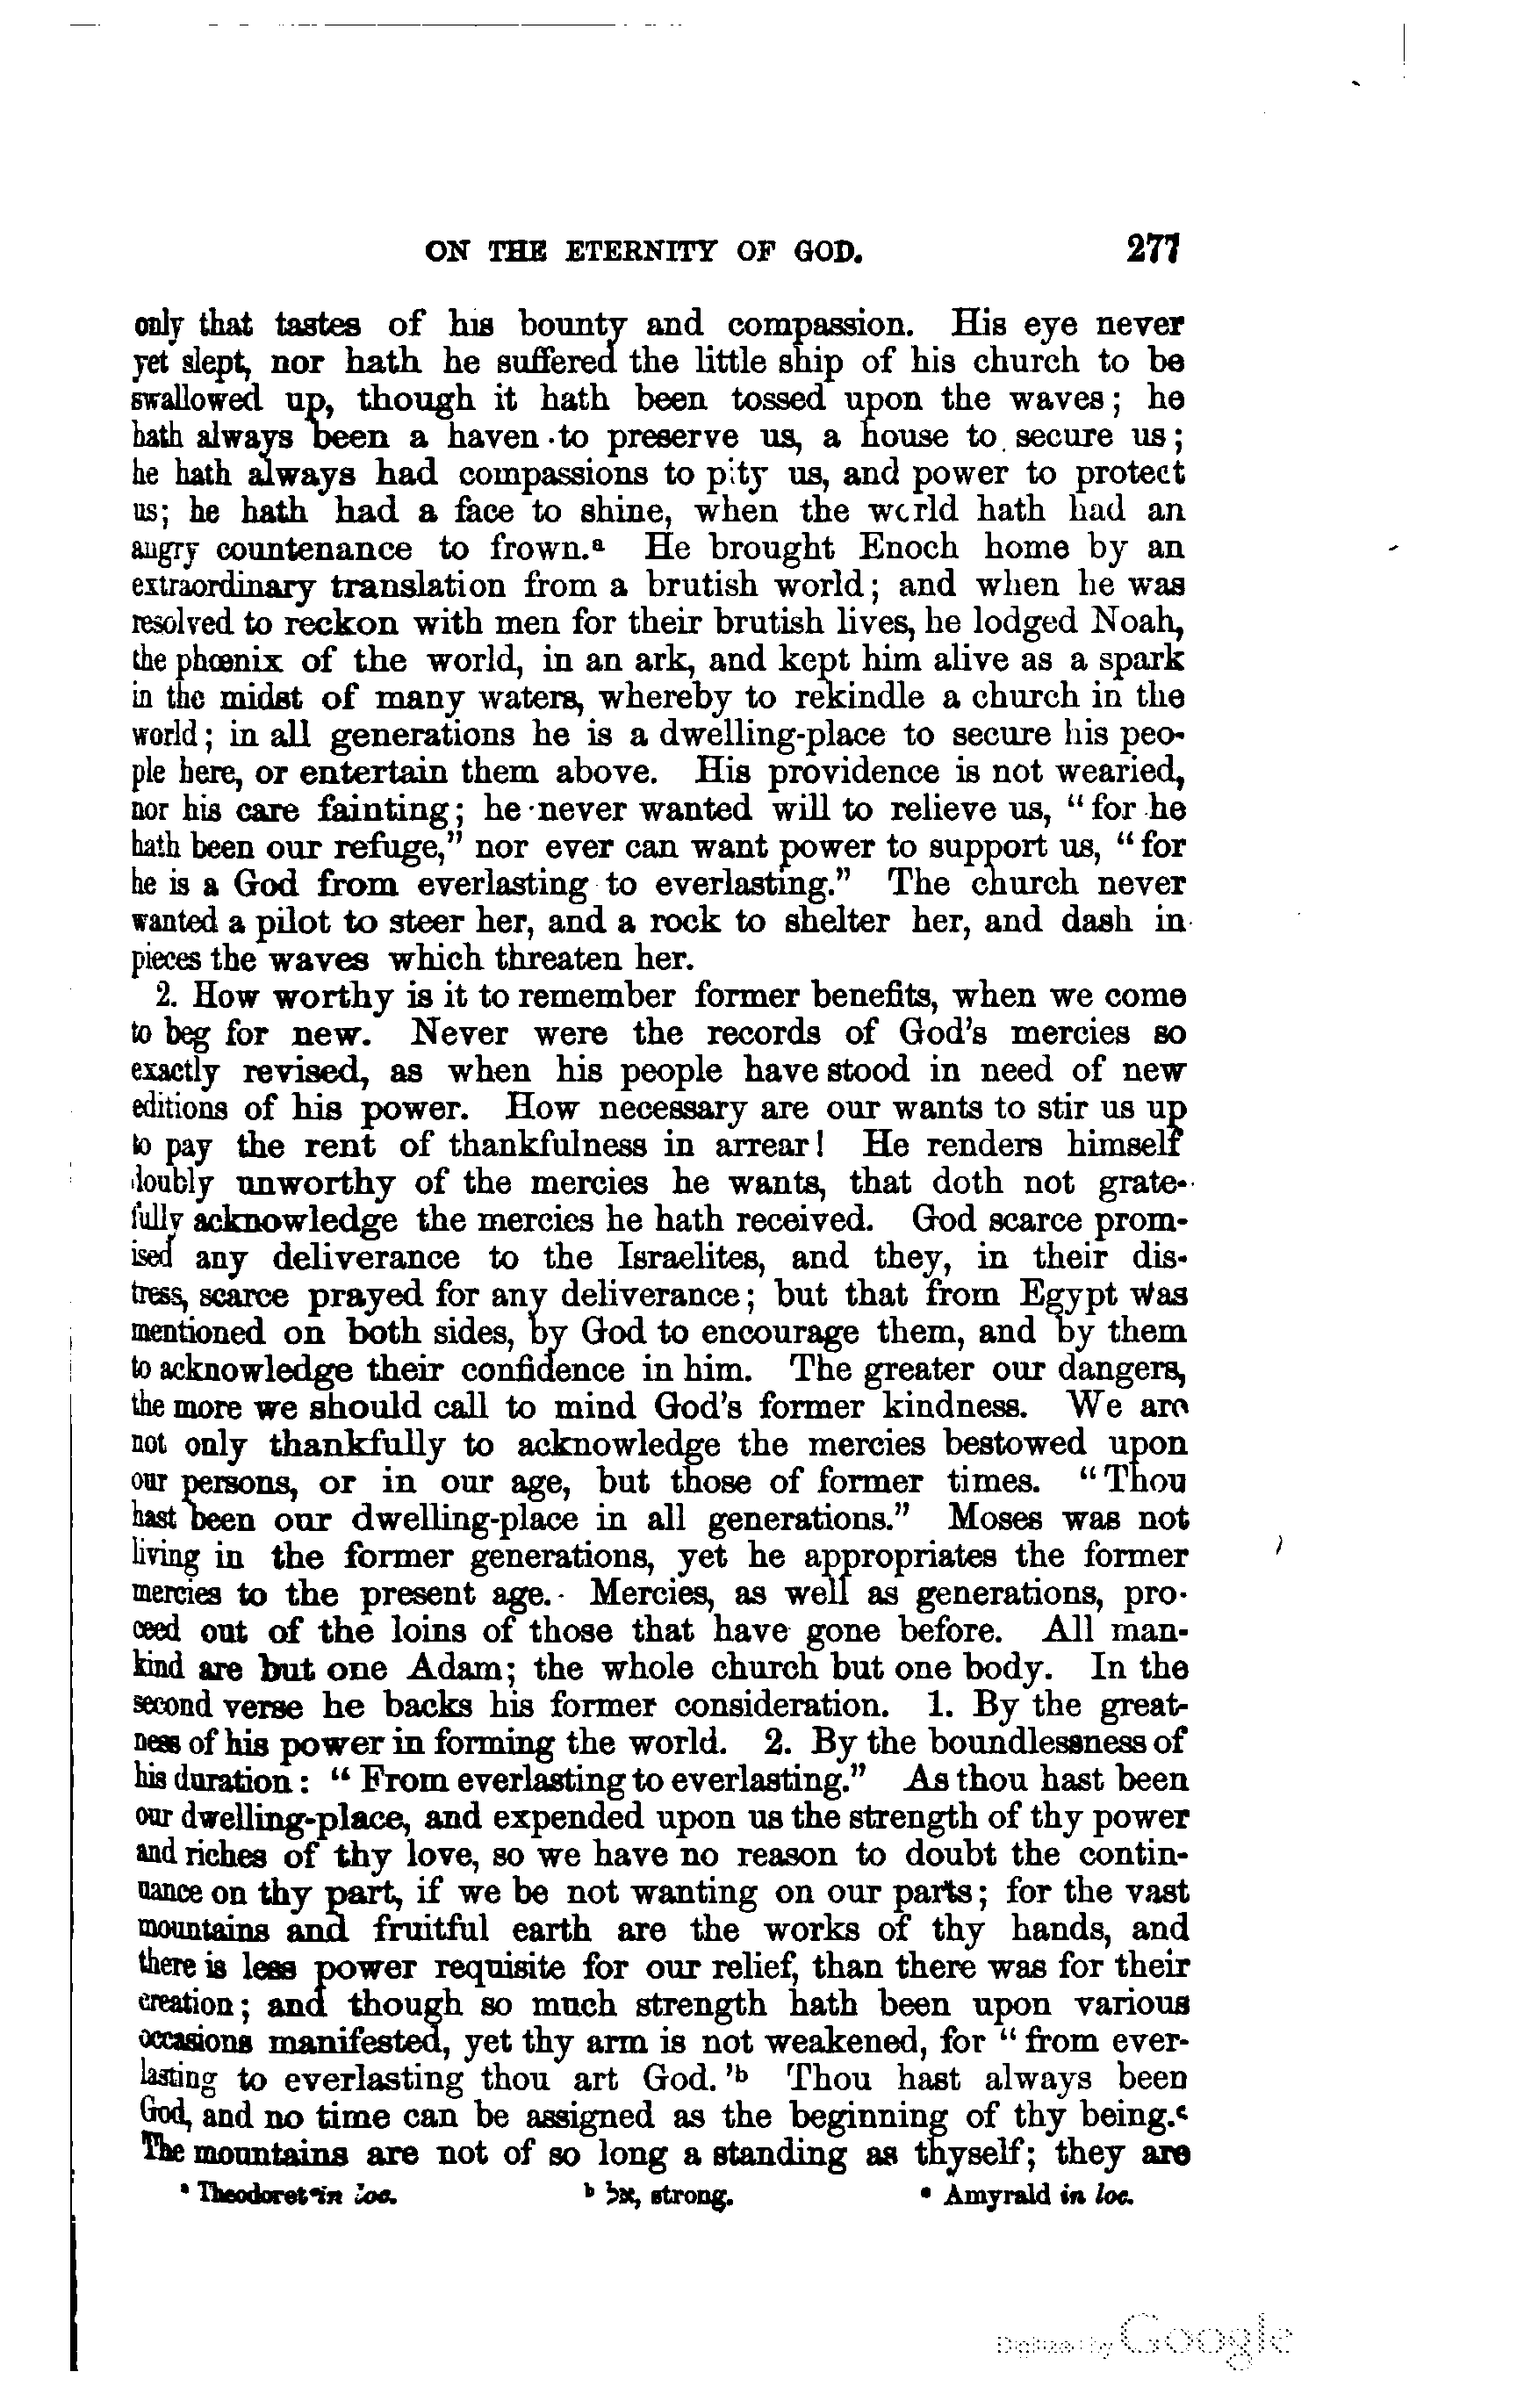 ON THE ETERNITY OF GOD. 277
only that tastes of his bounty and compassion. His eye never
yet slept, nor hath he suffered the little ship of his church to be
swallowed up, though it hath been tossed upon the waves; he
hath always been a haven to preserve us, a house to secure us;
he hath always had compassions to pity us, and power to protect
us; he hath had a face to shine, when the world hath had an
angry countenance to frown.ᵃ He brought Enoch home by an
extraordinary translation from a brutish world; and when he was
resolved to reckon with men for their brutish lives, he lodged Noah,
the phœnix of the world, in an ark, and kept him alive as a spark
in the midst of many waters, whereby to rekindle a church in the
world; in all generations he is a dwelling-place to secure his peo-
ple here, or entertain them above. His providence is not wearied,
nor his care fainting; he never wanted will to relieve us, "for he
hath been our refuge," nor ever can want power to support us, "for
he is a God from everlasting to everlasting." The church never
wanted a pilot to steer her, and a rock to shelter her, and dash in
pieces the waves which threaten her.
2. How worthy is it to remember former benefits, when we come
to beg for new. Never were the records of God's mercies so
exactly revised, as when his people have stood in need of new
editions of his power. How necessary are our wants to stir us up
to pay the rent of thankfulness in arrear! He renders himself
doubly unworthy of the mercies he wants, that doth not grate-
fully acknowledge the mercies he hath received. God scarce prom-
ised any deliverance to the Israelites, and they, in their dis-
tress, scarce prayed for any deliverance; but that from Egypt was
mentioned on both sides, by God to encourage them, and by them
to acknowledge their confidence in him. The greater our dangers,
the more we should call to mind God's former kindness. We are
not only thankfully to acknowledge the mercies bestowed upon
our persons, or in our age, but those of former times. "Thou
hast been our dwelling-place in all generations." Moses was not
living in the former generations, yet he appropriates the former
mercies to the present age. Mercies, as well as generations, pro-
ceed out of the loins of those that have gone before. All man-
kind are but one Adam; the whole church but one body. In the
second verse he backs his former consideration. 1. By the great-
ness of his power in forming the world. 2. By the boundlessness of
his duration: "From everlasting to everlasting." As thou hast been
our dwelling-place, and expended upon us the strength of thy power
and riches of thy love, so we have no reason to doubt the contin-
uance on thy part, if we be not wanting on our parts; for the vast
mountains and fruitful earth are the works of thy hands, and
there is less power requisite for our relief, than there was for their
creation; and though so much strength hath been upon various
occasions manifested, yet thy arm is not weakened, for "from ever-
lasting to everlasting thou art God.'ᵇ Thou hast always been
God, and no time can be assigned as the beginning of thy being.ᶜ
The mountains are not of so long a standing as thyself; they are
ᵃ Theodoret in loc. ᵇ אל, strong. ᶜ Amyrald in loc.
Digitized by Google